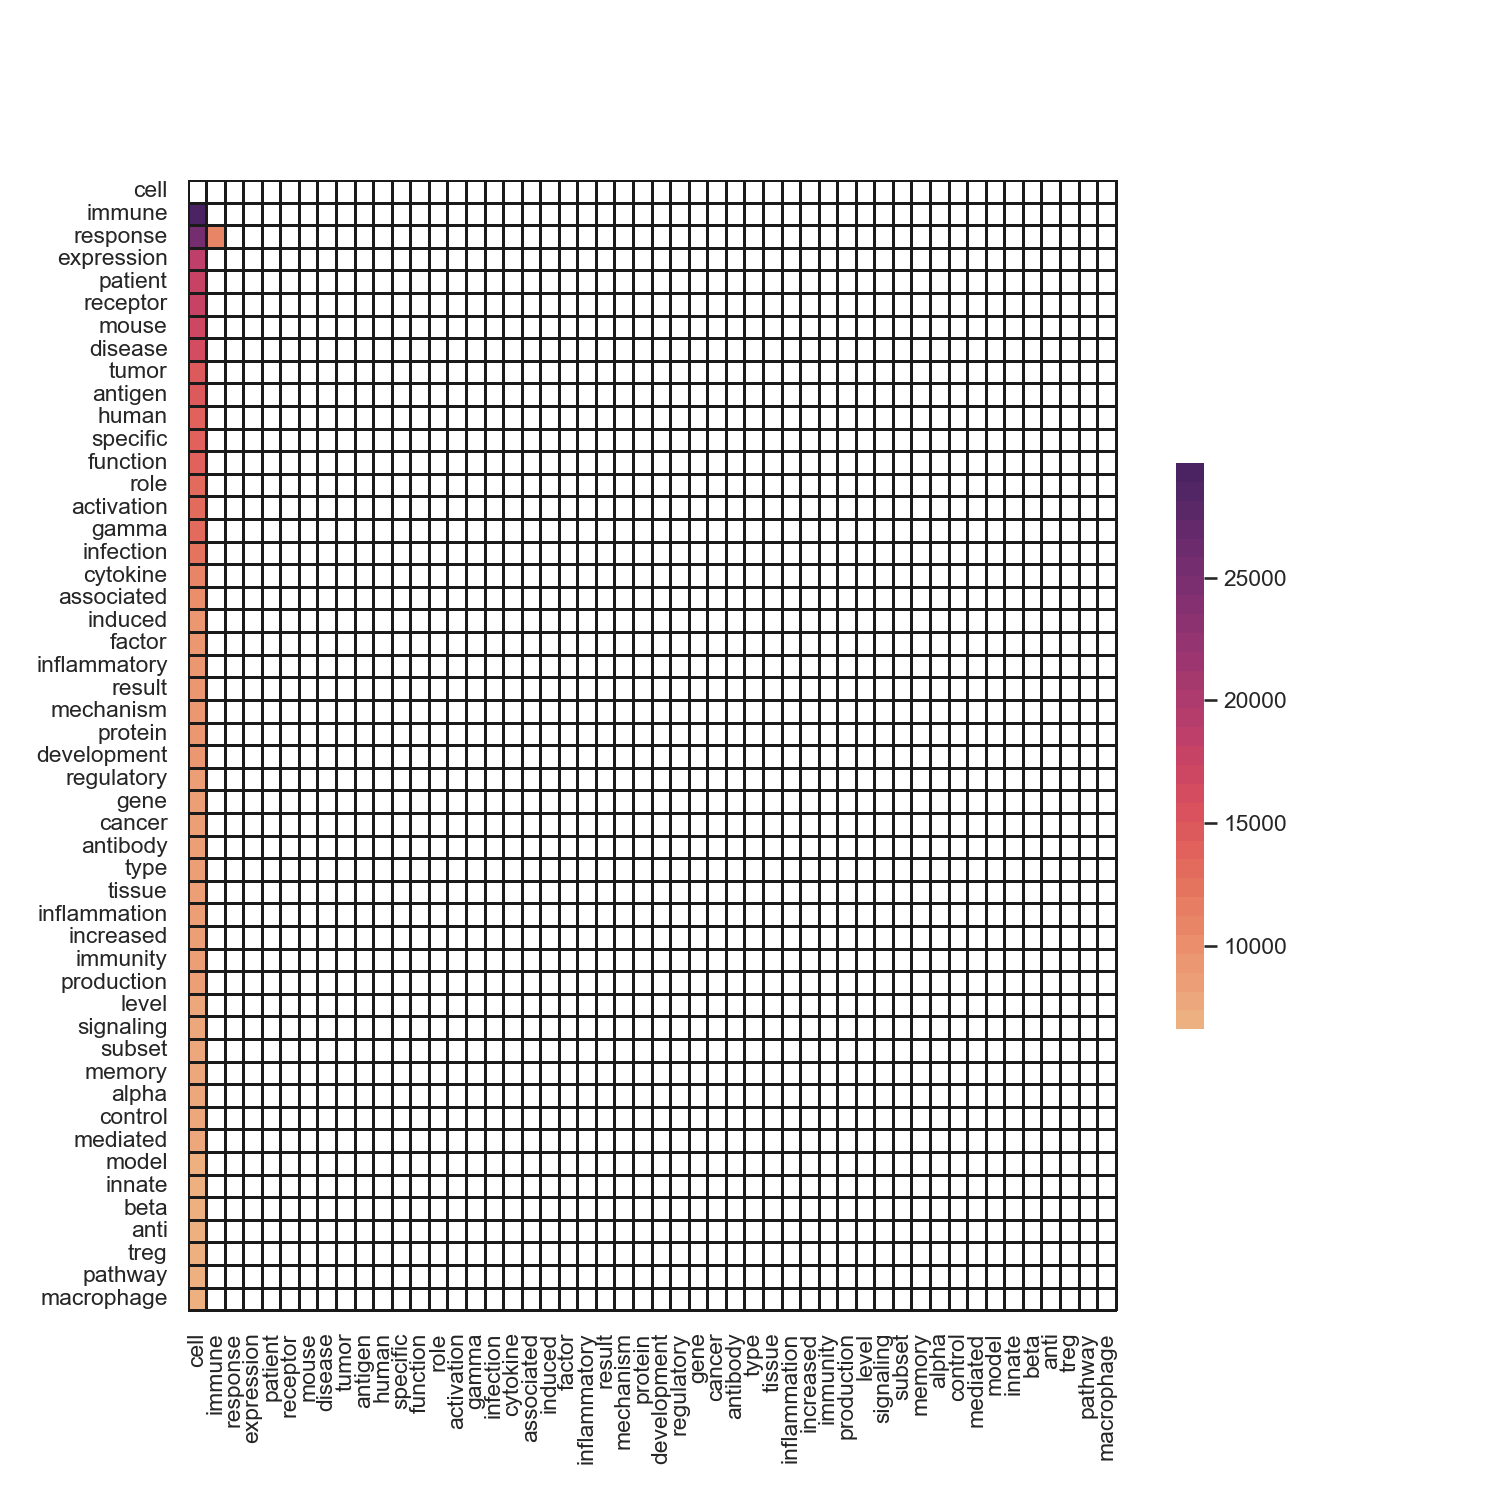 cell
immune
response
expression
patient
receptor
mouse
disease
tumor
antigen
human
specific
function
role
activation
gamma
infection
cytokine
associated
induced
factor
inflammatory
result
mechanism
protein
development
regulatory
gene
cancer
antibody
type
tissue
inflammation
increased
immunity
production
level
signaling
subset
memory
alpha
control
mediated
model
innate
beta
anti
treg
pathway
macrophage
cell
immune
response
expression
patient
receptor
mouse
disease
tumor
antigen
human
specific
function
role
activation
gamma
infection
cytokine
associated
induced
factor
inflammatory
result
mechanism
protein
development
regulatory
gene
cancer
antibody
type
tissue
inflammation
increased
immunity
production
level
signaling
subset
memory
alpha
control
mediated
model
innate
beta
anti
treg
pathway
macrophage
25000
20000
15000
10000